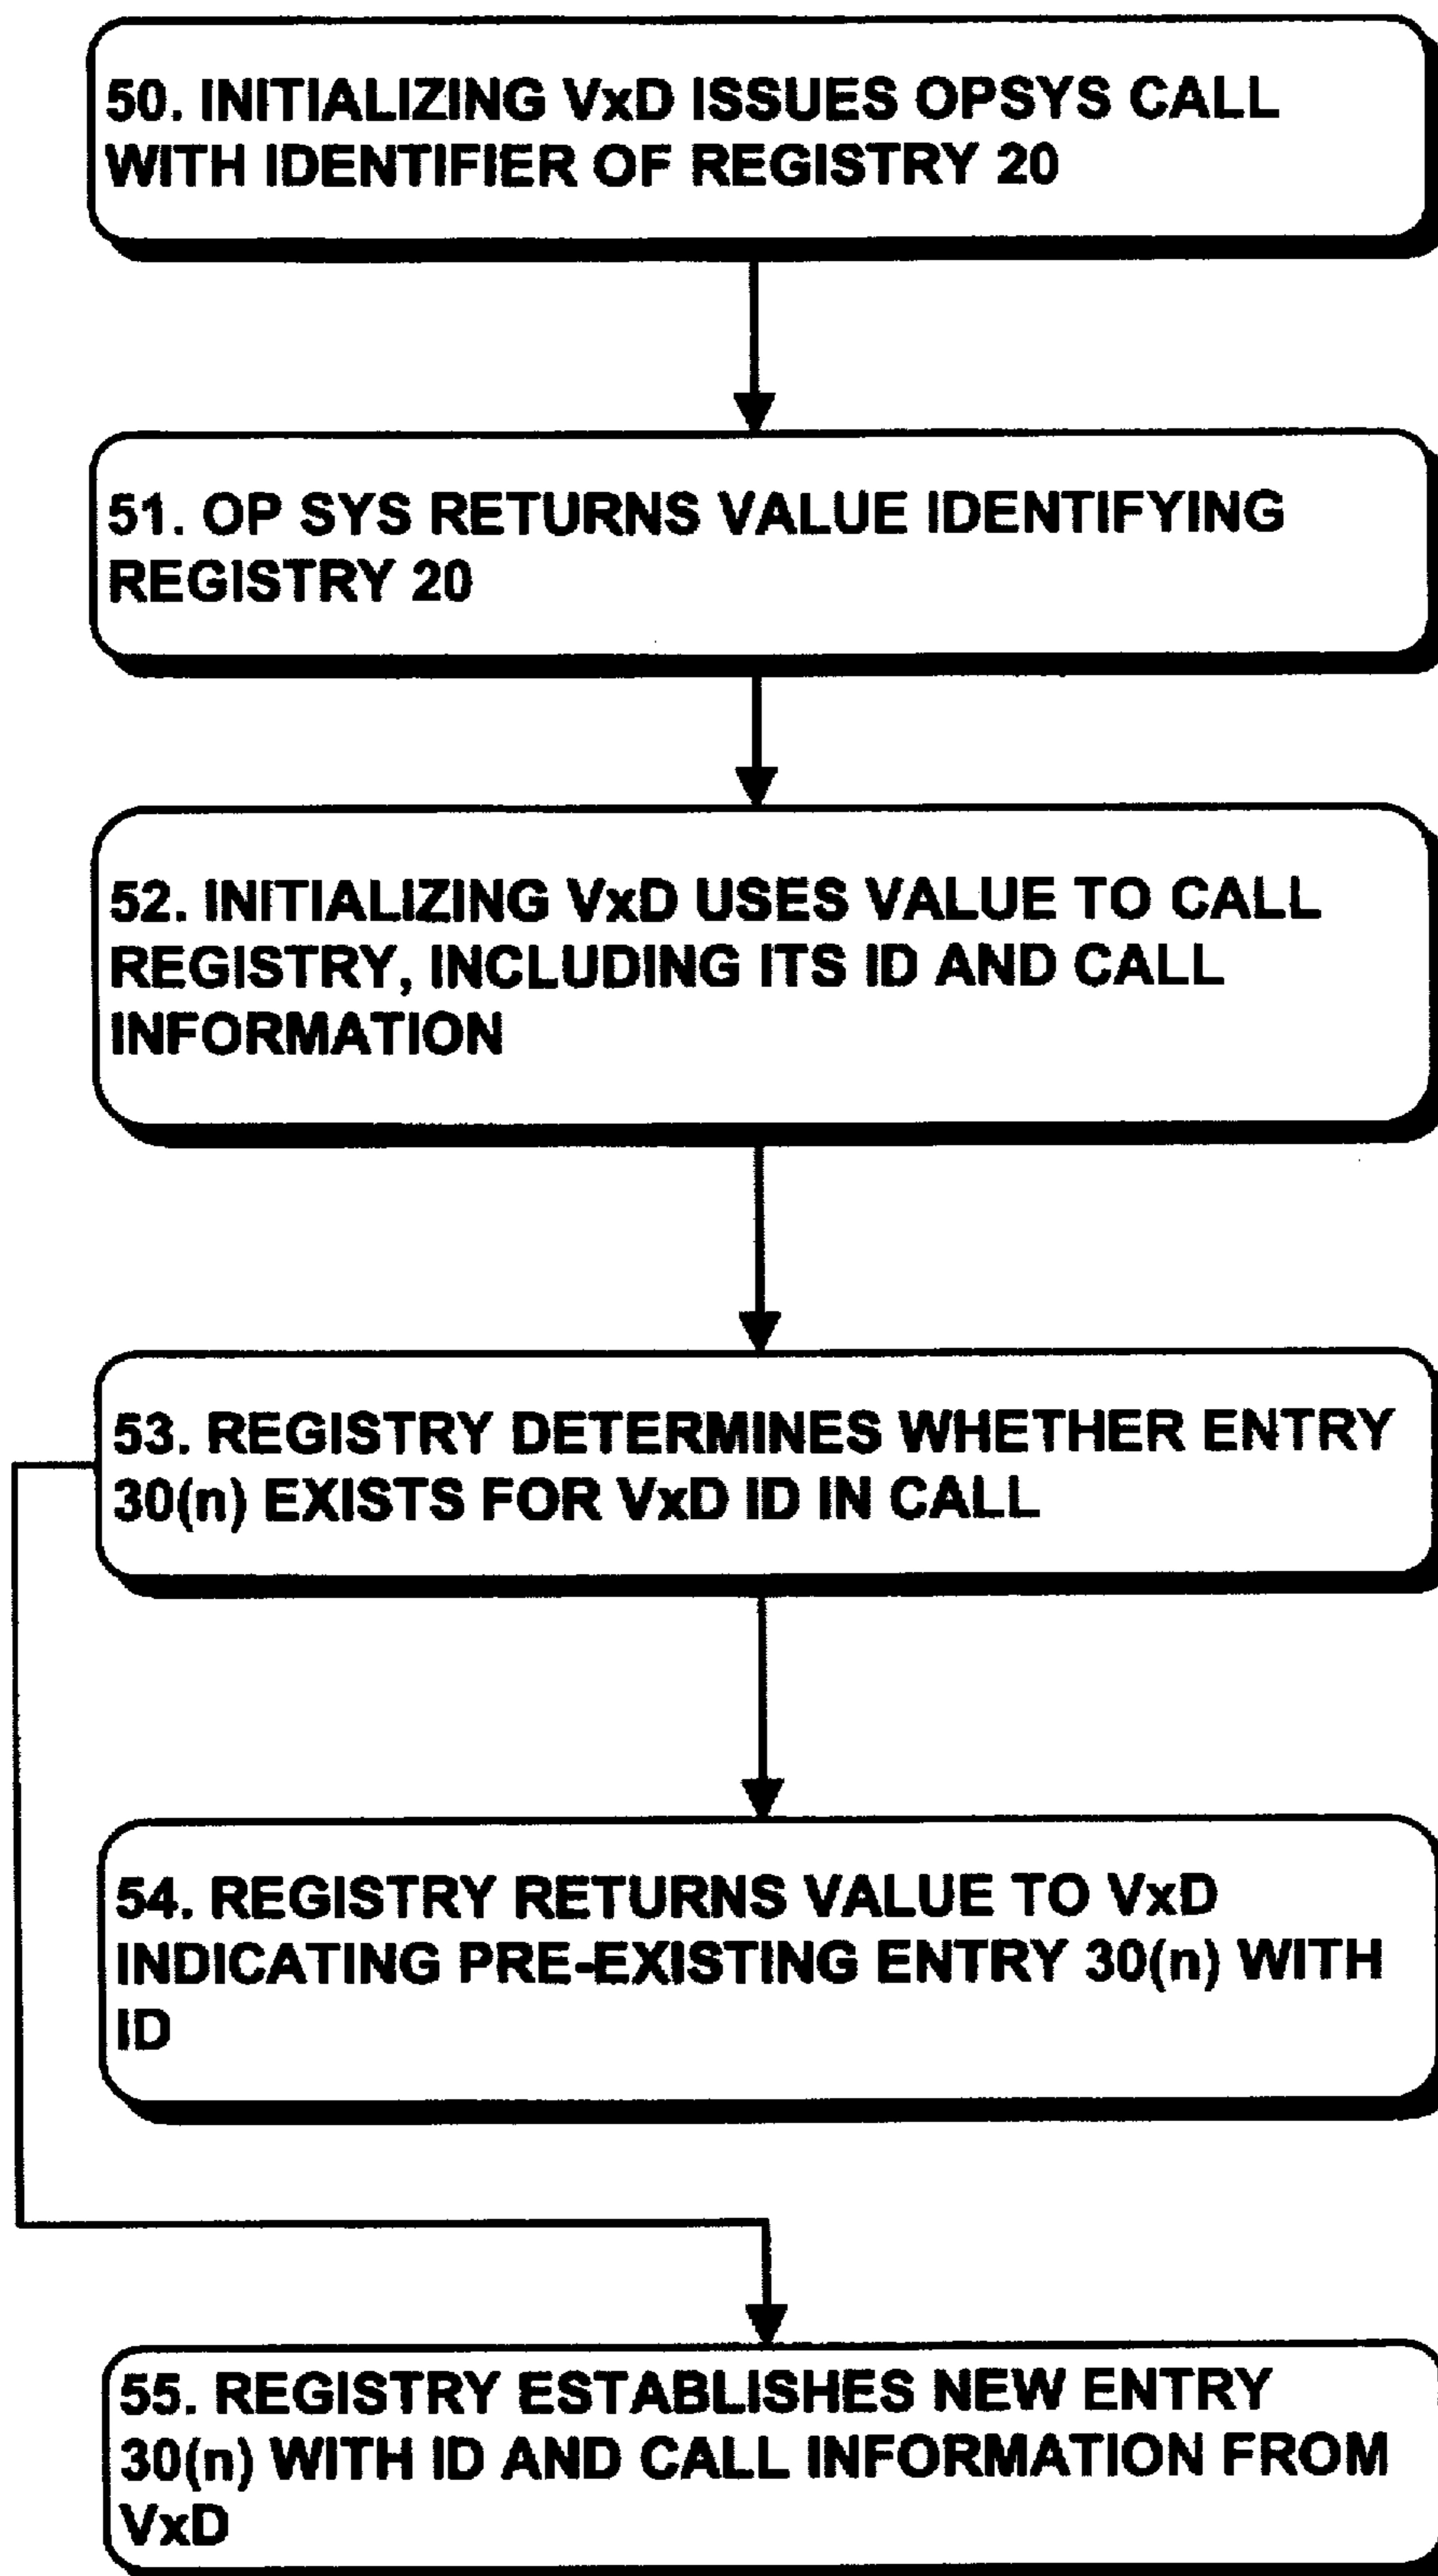 50. INITIALIZING VxD ISSUES OPSYS CALL
WITH IDENTIFIER OF REGISTRY 20
51. OP SYS RETURNS VALUE IDENTIFYING
REGISTRY 20
52. INITIALIZING VxD USES VALUE TO CALL
REGISTRY, INCLUDING ITS ID AND CALL
INFORMATION
53. REGISTRY DETERMINES WHETHER ENTRY
30(n) EXISTS FOR VxD ID IN CALL
54. REGISTRY RETURNS VALUE TO VxD
INDICATING PRE-EXISTING ENTRY 30(n) WITH
ID
55. REGISTRY ESTABLISHES NEW ENTRY
30(n) WITH ID AND CALL INFORMATION FROM
VxD